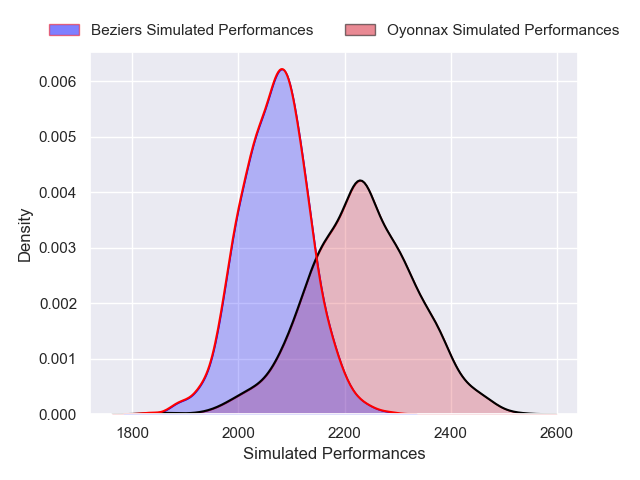 Beziers Simulated Performances
Oyonnax Simulated Performances
0.006
0.005
0.004
0.003
0.002
0.001
0.000
Density
1800 2000 2200 2400 2600
Simulated Performances